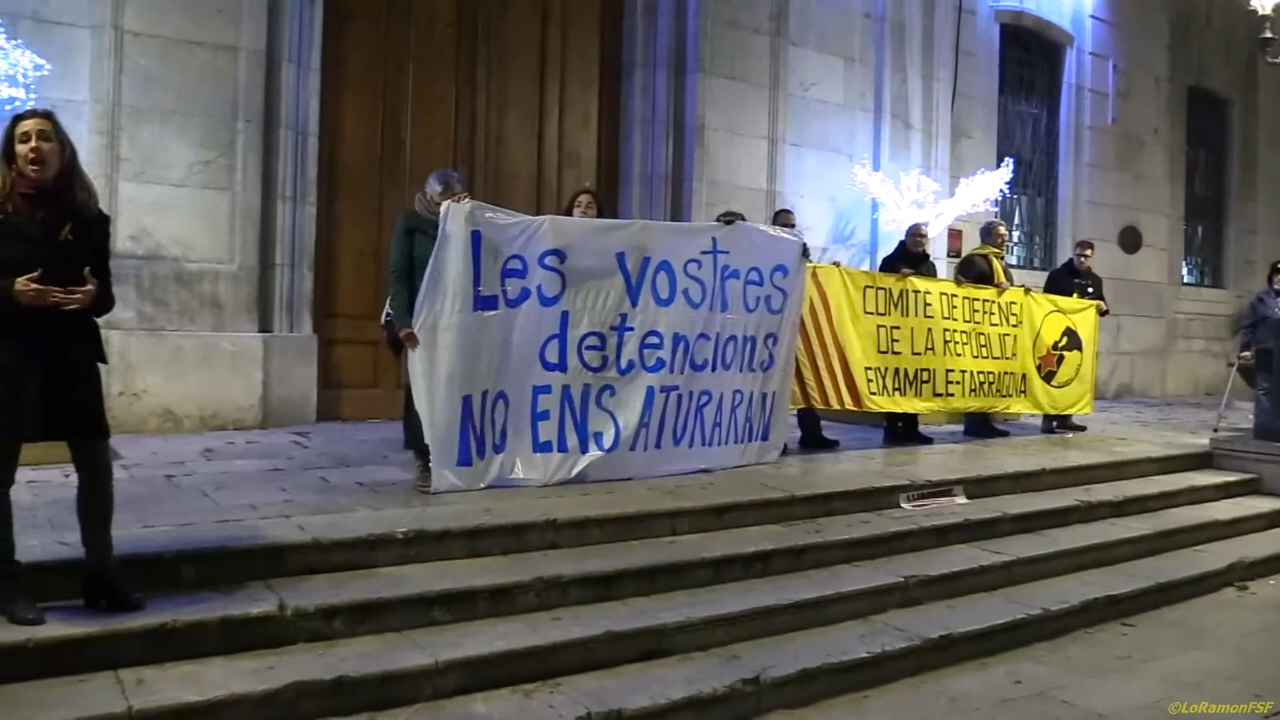 Les vostres
detencions
NO ENS ATURARAN
COMITÈ DE DEFENSA
DE LA REPÚBLICA
EIXAMPLE-TARRAGONA
©LoRamonFSF